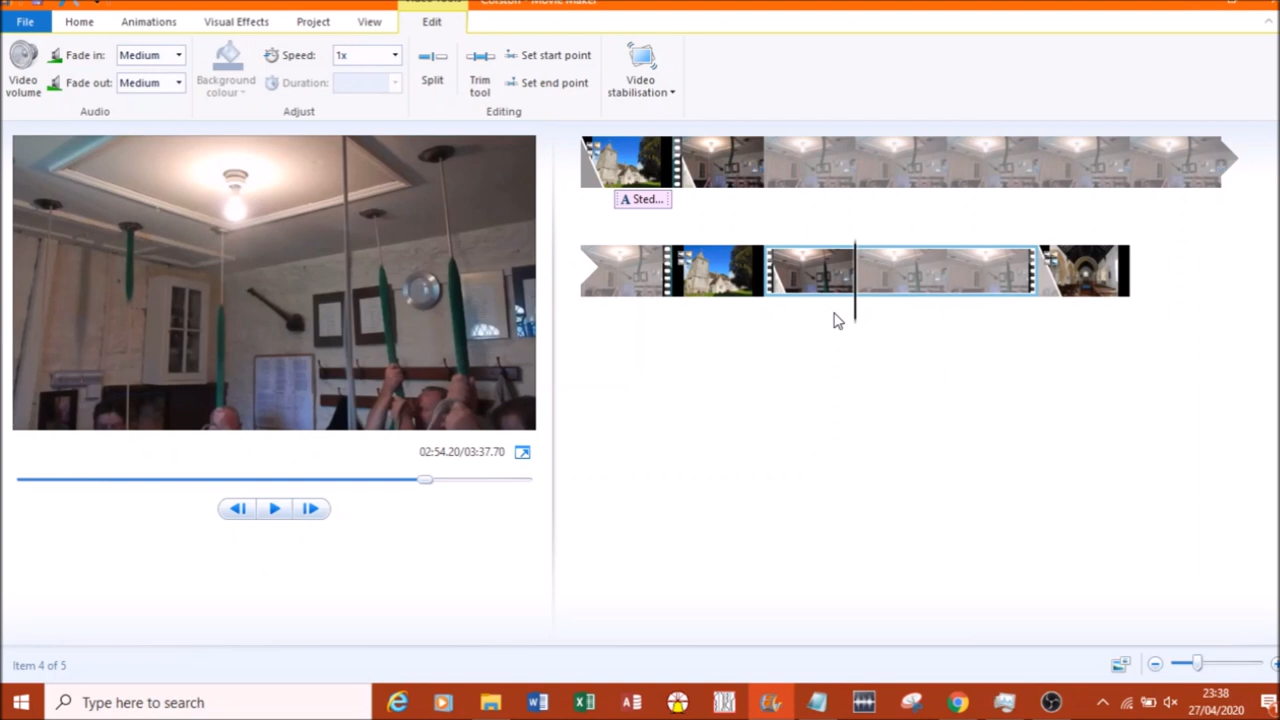 File Home Animations Visual Effects Project View Edit
Video volume
Fade in: Medium
Fade out: Medium
Audio
Background colour
Speed: 1x
Duration:
Adjust
Split
Trim tool
Set start point
Set end point
Editing
Video stabilisation
A Sted...
02:54.20/03:37.70
Item 4 of 5
Type here to search
23:38
27/04/2020